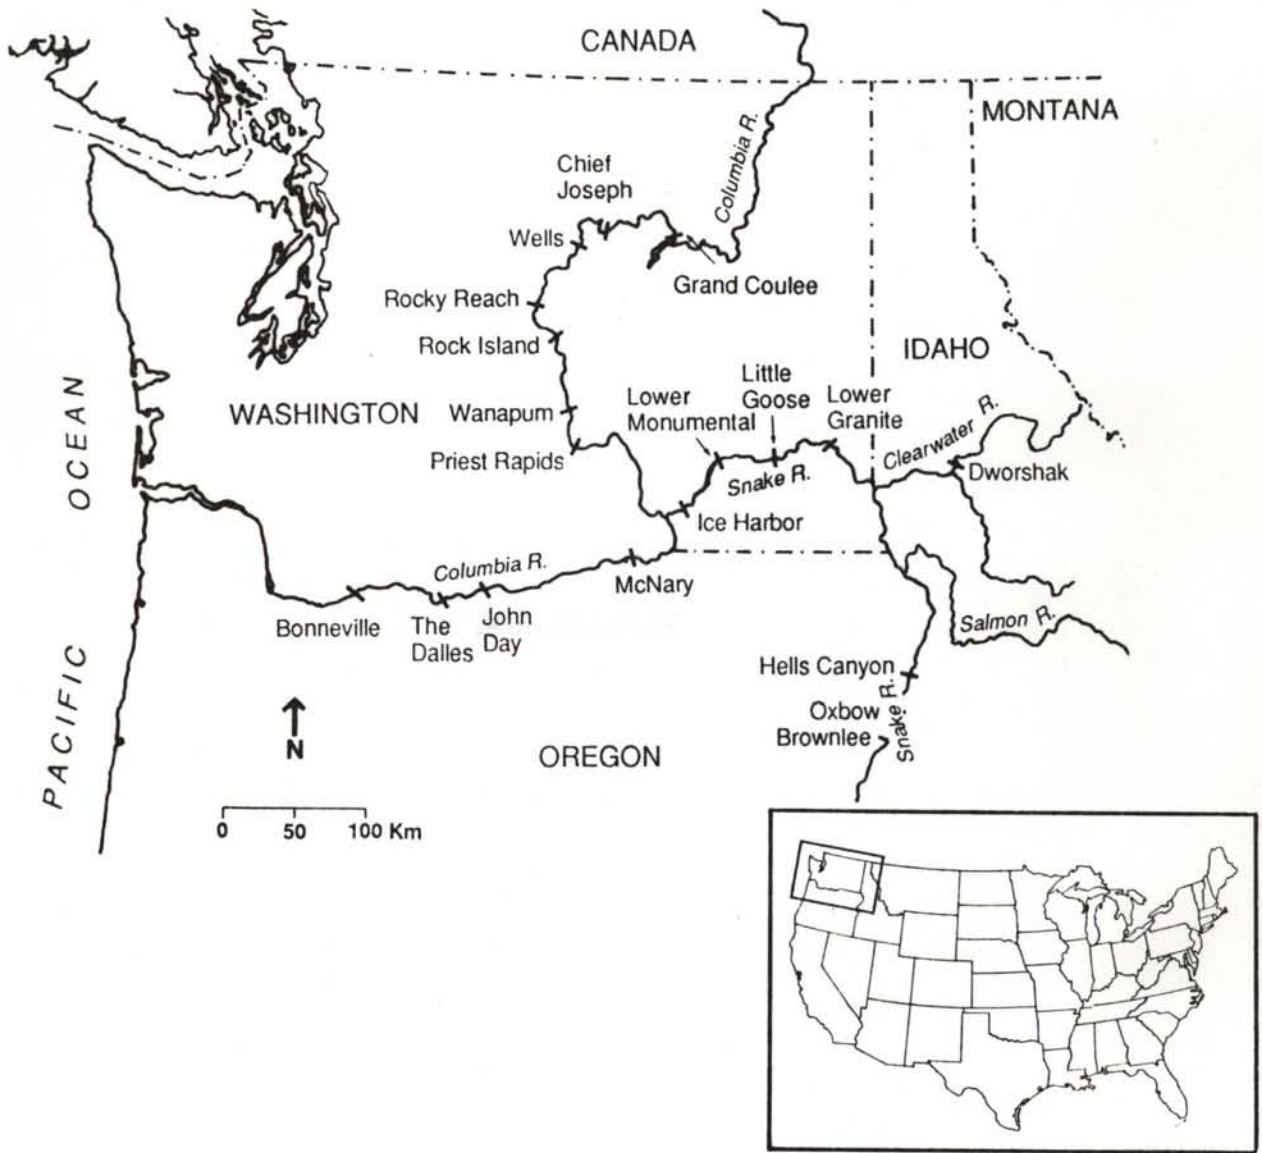 CANADA
MONTANA
Columbia R.
Chief
Joseph
Wells
Grand Coulee
Rocky Reach
Rock Island
IDAHO
Little
Goose
Lower
Granite
Lower
Monumental
WASHINGTON
Wanapum
Priest Rapids
Clearwater R.
Dworshak
Snake R.
Ice Harbor
PACIFIC OCEAN
Columbia R.
McNary
Bonneville
The
Dalles
John
Day
Salmon R.
Hells Canyon
Snake R.
Oxbow
Brownlee
N
OREGON
0 50 100 Km